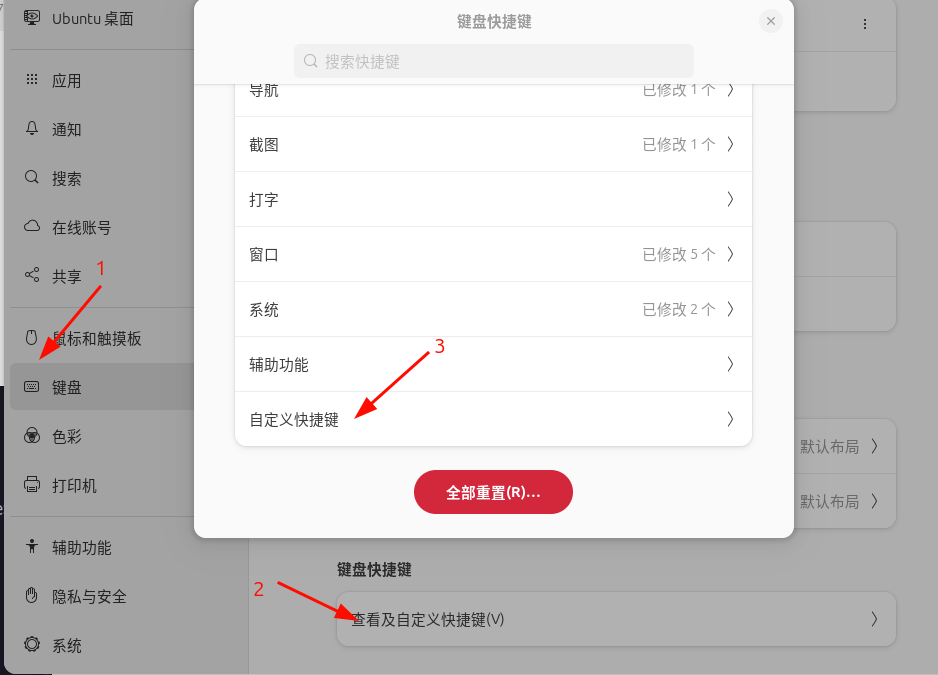 Ubuntu 桌面
应用
通知
搜索
在线账号
共享
1
鼠标和触摸板
键盘
色彩
打印机
辅助功能
隐私与安全
系统
键盘快捷键
搜索快捷键
导航 已修改 1 个
截图 已修改 1 个
打字
窗口 已修改 5 个
系统 已修改 2 个
3
辅助功能
自定义快捷键
全部重置(R)...
默认布局
默认布局
键盘快捷键
2
查看及自定义快捷键(V)